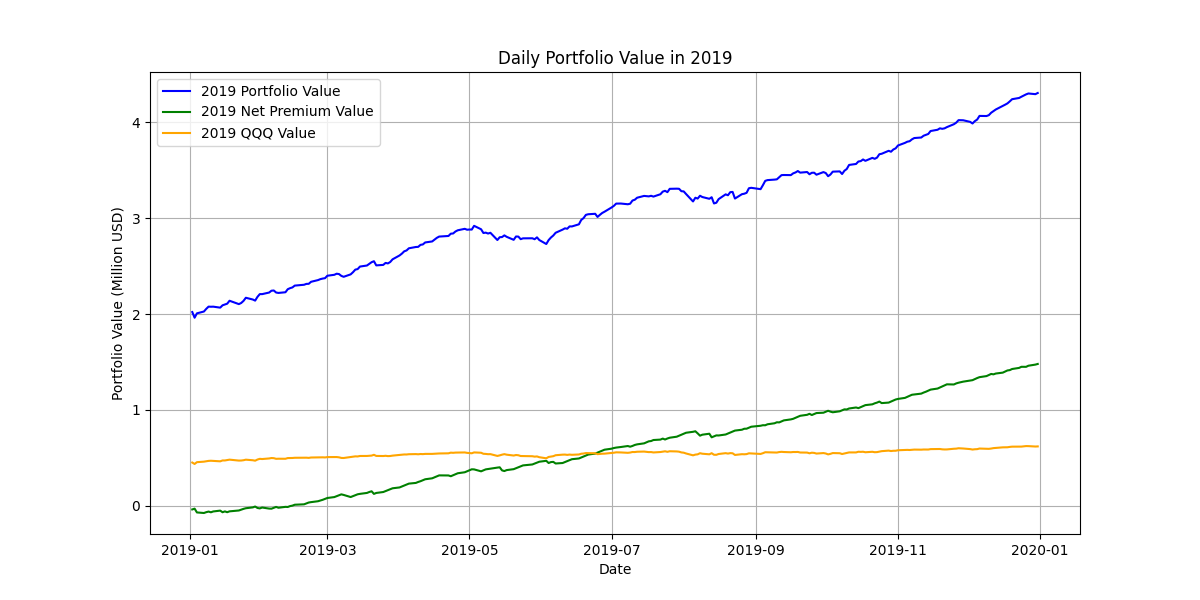 Daily Portfolio Value in 2019
2019 Portfolio Value
2019 Net Premium Value
2019 QQQ Value
Portfolio Value (Million USD)
4
3
2
1
0
2019-01 2019-03 2019-05 2019-07 2019-09 2019-11 2020-01
Date